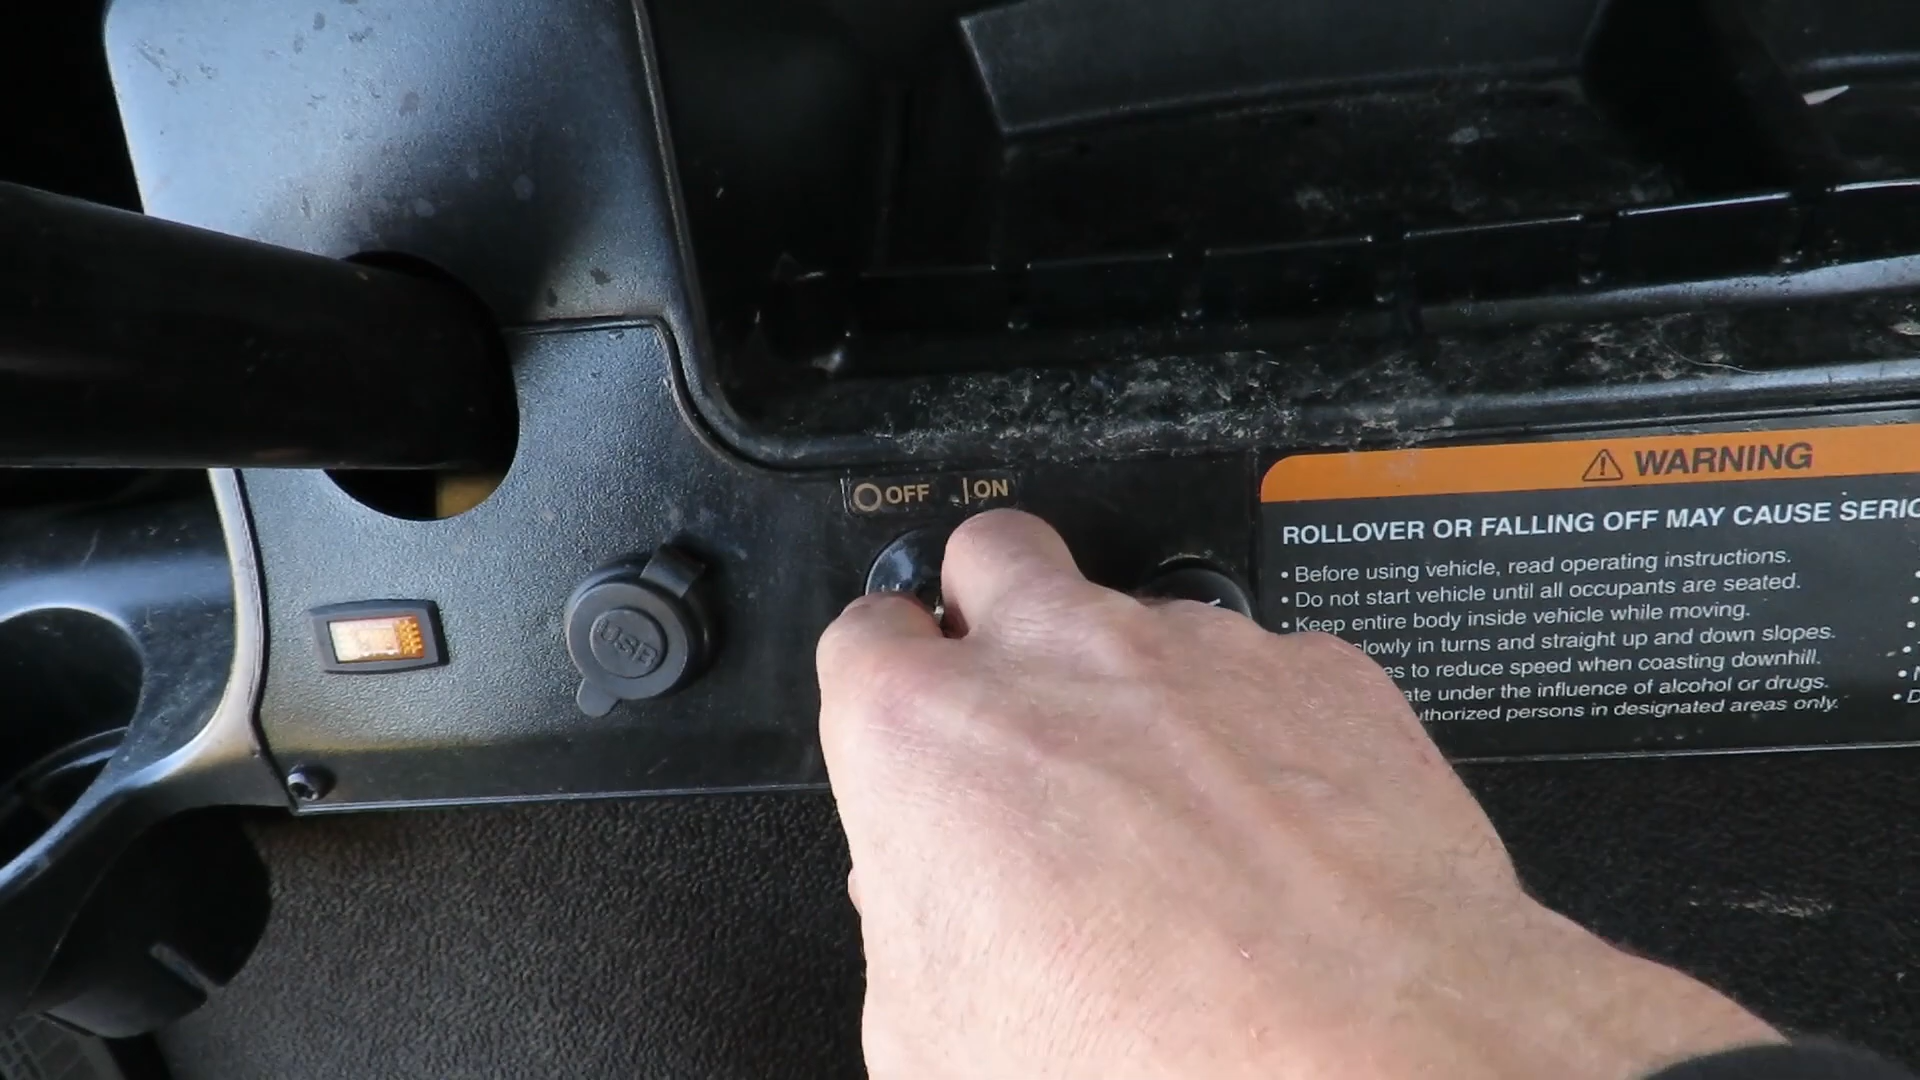 OFF ON
USB
WARNING
ROLLOVER OR FALLING OFF MAY CAUSE
• Before using vehicle, read operating instructions.
• Do not start vehicle until all occupants are seated.
• Keep entire body inside vehicle while moving.
slowly in turns and straight up and down slopes.
to reduce speed when coasting downhill.
under the influence of alcohol or drugs.
persons in designated areas only.